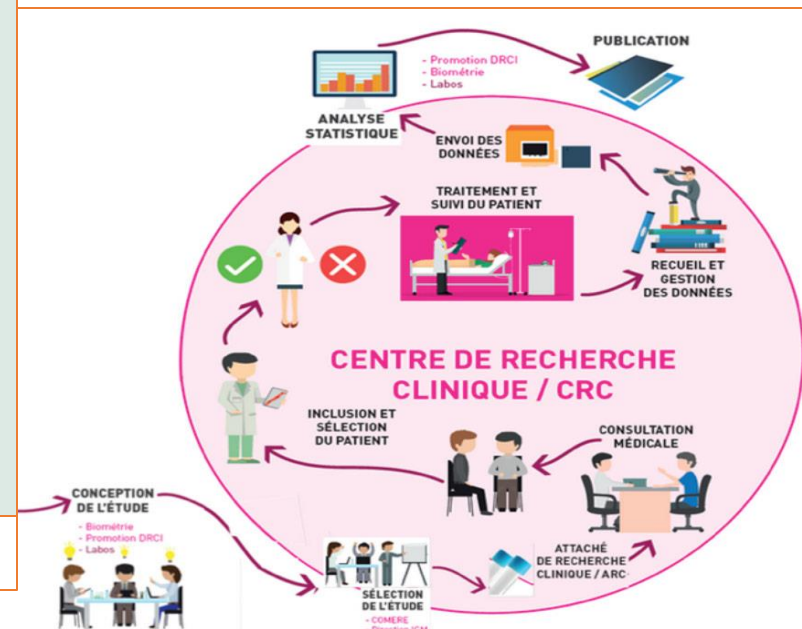 PUBLICATION
- Promotion DRCI
- Biométrie
- Labos
ANALYSE
STATISTIQUE
ENVOI DES
DONNÉES
TRAITEMENT ET
SUIVI DU PATIENT
RECUEIL ET
GESTION
DES DONNÉES
CENTRE DE RECHERCHE
CLINIQUE / CRC
INCLUSION ET
SÉLECTION
DU PATIENT
CONSULTATION
MÉDICALE
CONCEPTION
DE L'ÉTUDE
- Biométrie
- Promotion DRCI
- Labos
ATTACHÉ
DE RECHERCHE
CLINIQUE / ARC
SÉLECTION
DE L'ÉTUDE
- COMERE